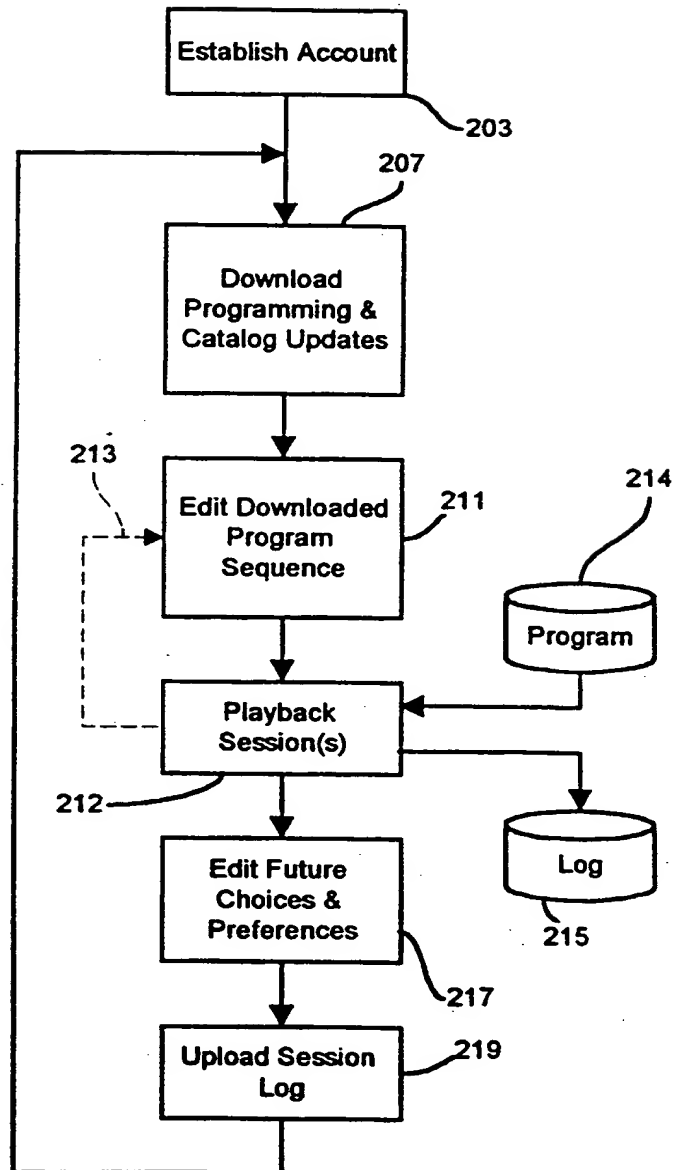 Establish Account
203
207
Download
Programming &
Catalog Updates
213
Edit Downloaded
Program
Sequence
211
214
Program
Playback
Session(s)
212
Log
215
Edit Future
Choices &
Preferences
217
Upload Session
Log
219